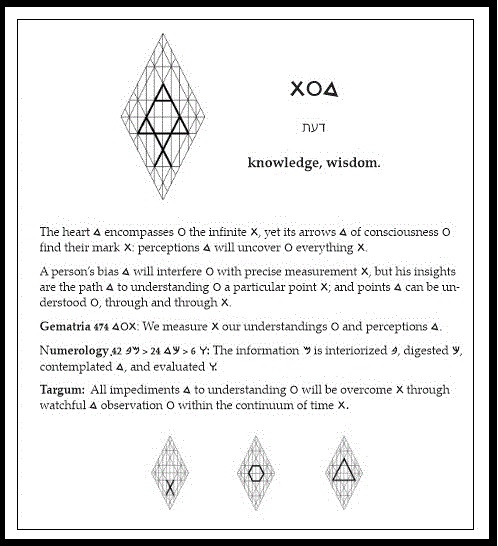 XO△
דעת
knowledge, wisdom.
The heart △ encompasses O the infinite X, yet its arrows △ of consciousness O
find their mark X: perceptions △ will uncover O everything X.
A person's bias △ will interfere O with precise measurement X, but his insights
are the path △ to understanding O a particular point X; and points △ can be un-
derstood O, through and through X.
Gematria 474 △OX: We measure X our understandings O and perceptions △.
Numerology 42 > 24 △ > 6 Y: The information is interiorized, digested,
contemplated △, and evaluated Y.
Targum: All impediments △ to understanding O will be overcome X through
watchful △ observation O within the continuum of time X.